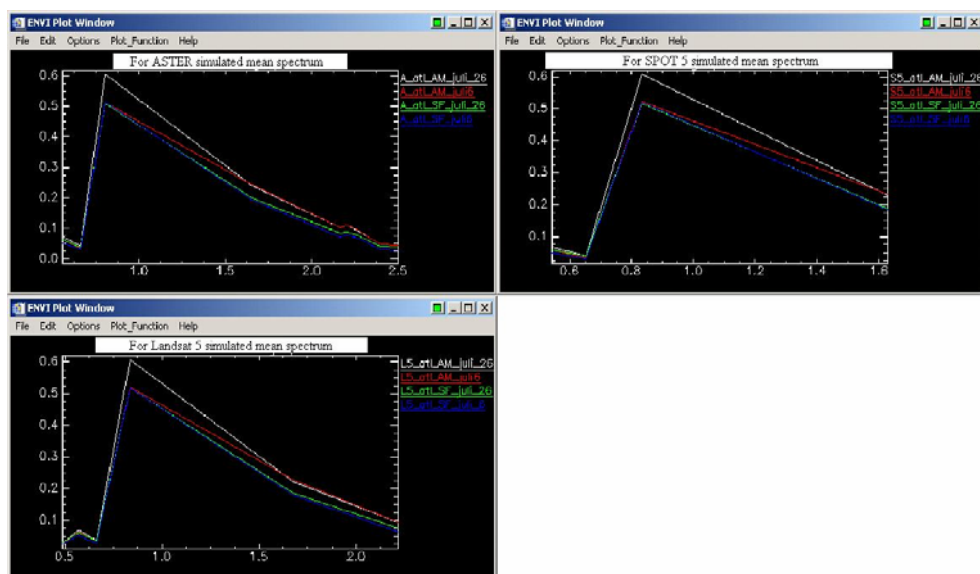 ENVI Plot Window
File Edit Options Plot_Function Help
For ASTER simulated mean spectrum
0.6
0.5
0.4
0.3
0.2
0.1
0.0
1.0 1.5 2.0 2.5
A_atl_AM_juli_26
A_atl_AM_juli6
A_atl_SF_juli_26
A_atl_SF_juli6
ENVI Plot Window
File Edit Options Plot_Function Help
For SPOT 5 simulated mean spectrum
0.6
0.5
0.4
0.3
0.2
0.1
0.6 0.8 1.0 1.2 1.4 1.6
S5_atl_AM_juli_26
S5_atl_AM_juli6
S5_atl_SF_juli_26
ENVI Plot Window
File Edit Options Plot_Function Help
For Landsat 5 simulated mean spectrum
0.6
0.5
0.4
0.3
0.2
0.1
0.5 1.0 1.5 2.0
L5_atl_AM_juli_26
L5_atl_AM_juli6
L5_atl_SF_juli_26